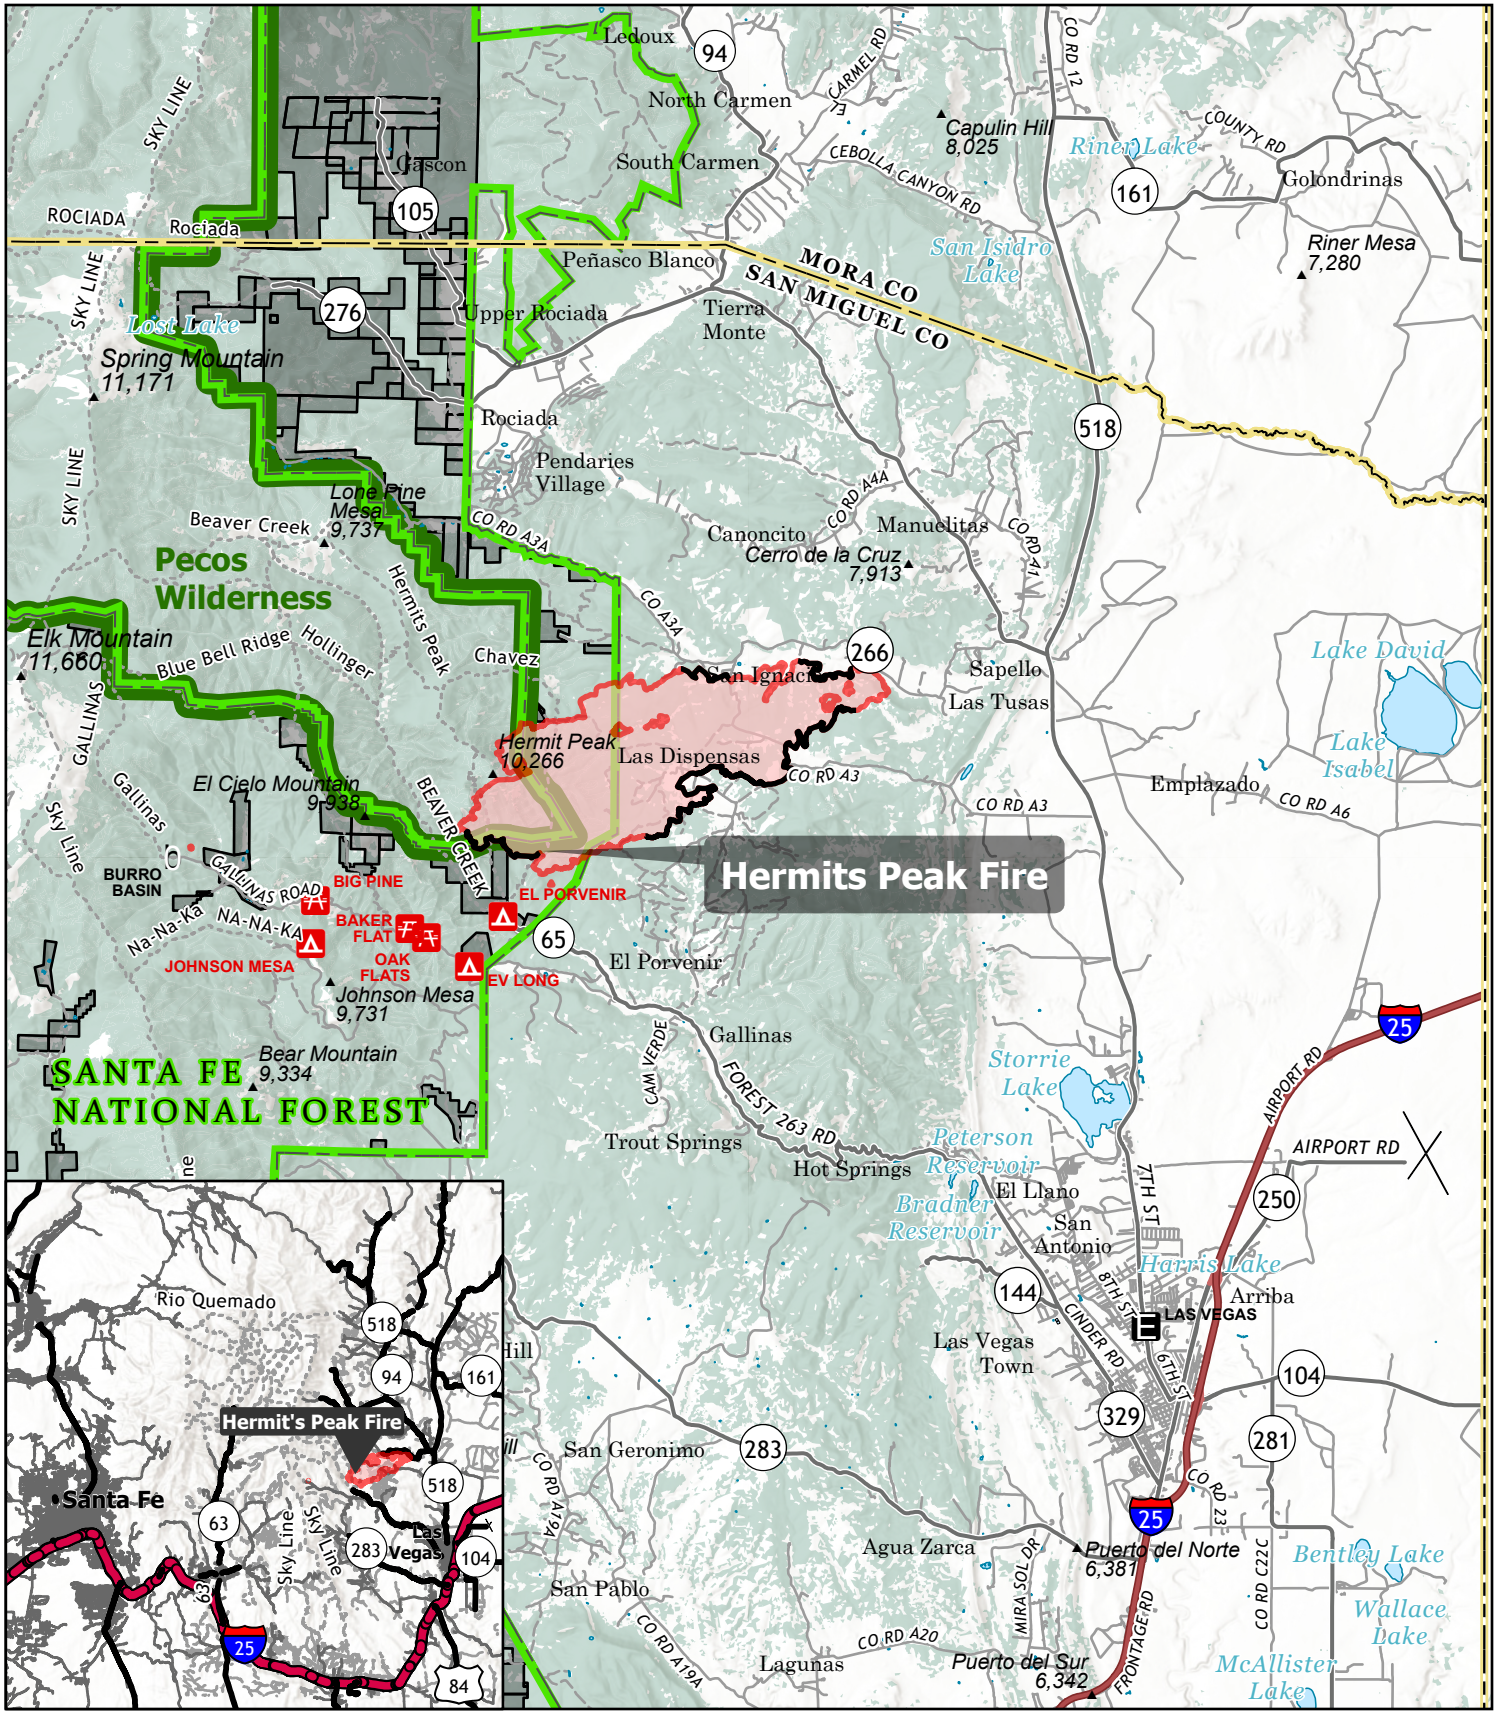 Ledoux
94
CARMEL RD
EL
CO RD 12
SKY LINE
North Carmen
Capulin Hill
8,025
COUNTY RD
Riner Lake
Gascon
South Carmen
CEBOLLA CANYON RD
161
Golondrinas
105
ROCIADA
Rociada
Riner Mesa
7,280
San Isidro
Lake
Peñasco Blanco
MORA CO
SAN MIGUEL CO
SKY LINE
276
Upper Rociada
Tierra
Monte
Lost Lake
Spring Mountain
11,171
Rociada
518
SKY LINE
Pendaries
Village
Lone Pine
Mesa
9,737
Beaver Creek
CO RD A3A
CO RD A4A
Canoncito
Manuelitas
CO RD A1
Cerro de la Cruz
7,913
Pecos
Wilderness
Hermits Peak
CO A3A
Elk Mountain
11,660
Blue Bell Ridge
Hollinger
Chavez
266
San Ignacio
Sapello
Las Tusas
Lake David
GALLINAS
Hermit Peak
10,266
Las Dispensas
Lake
Isabel
CO RD A3
CO RD A3
Emplazado
CO RD A6
Gallinas
El Cielo Mountain
9,938
BEAVER CREEK
Sky Line
BURRO
BASIN
GALLINAS ROAD
BIG PINE
Hermits Peak Fire
EL PORVENIR
Na-Na-Ka
NA-NA-KA
BAKER
FLAT
OAK
FLATS
65
JOHNSON MESA
EV LONG
El Porvenir
Johnson Mesa
9,731
Gallinas
25
CAM VERDE
Bear Mountain
9,334
SANTA FE
NATIONAL FOREST
FOREST 263 RD
Storrie
Lake
AIRPORT RD
Trout Springs
Hot Springs
Peterson
Reservoir
AIRPORT RD
ne
El Llano
7TH ST
250
Bradner
Reservoir
San
Antonio
Harris Lake
144
8TH ST
Arriba
LAS VEGAS
E
CINDER RD
Las Vegas
Town
6TH ST
104
329
281
Rio Quemado
518
Hill
94
161
Hermit's Peak Fire
ill
San Geronimo
283
CO RD A19A
518
CO RD 23
Santa Fe
63
Sky Line
Sky Line
283
Las
Vegas
104
25
Agua Zarca
MIRA SOL DR
Puerto del Norte
6,381
CO RD C22C
Bentley Lake
63
San Pablo
CO RD A19A
CO RD A20
FRONTAGE RD
Wallace
Lake
25
84
Lagunas
Puerto del Sur
6,342
McAllister
Lake